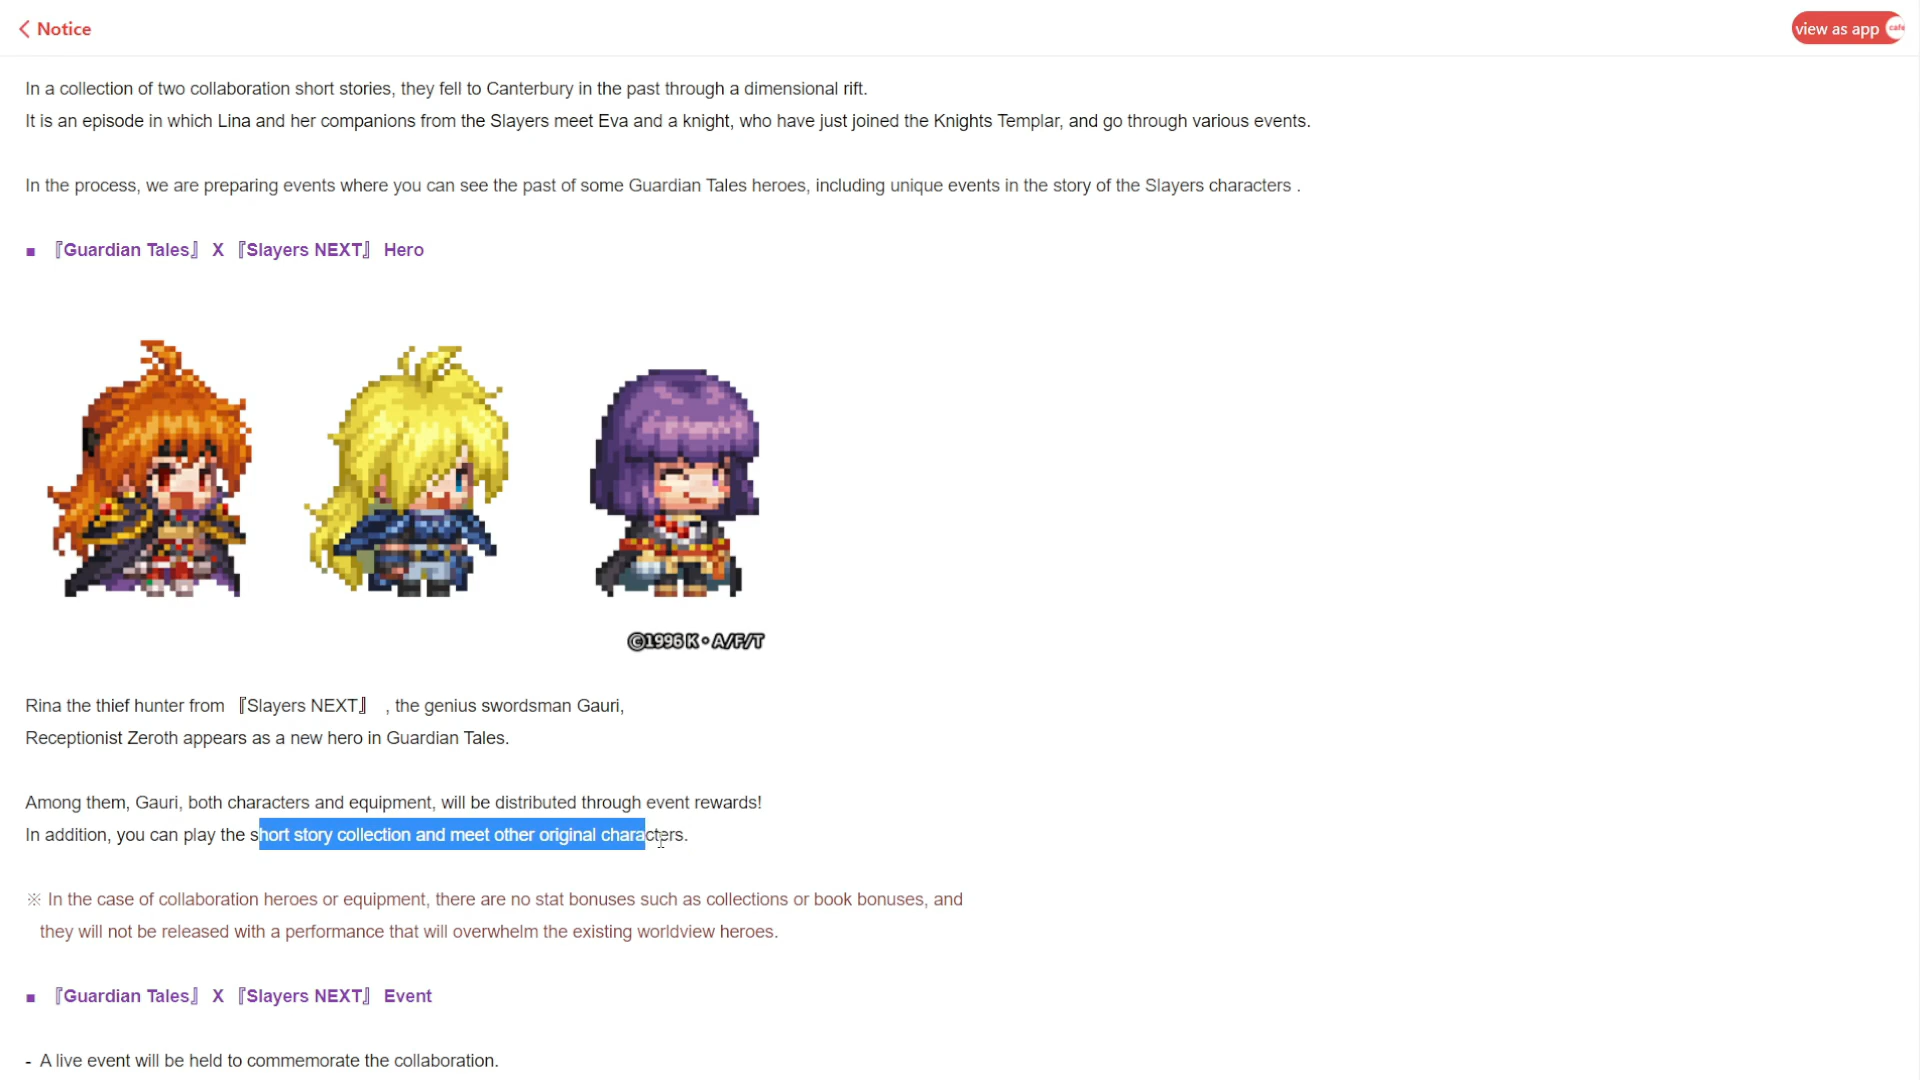 Notice
view as app
cafe
In a collection of two collaboration short stories, they fell to Canterbury in the past through a dimensional rift.
It is an episode in which Lina and her companions from the Slayers meet Eva and a knight, who have just joined the Knights Templar, and go through various events.
In the process, we are preparing events where you can see the past of some Guardian Tales heroes, including unique events in the story of the Slayers characters .
■ 『Guardian Tales』 X 『Slayers NEXT』 Hero
©1996 K・A/F/T
Rina the thief hunter from 『Slayers NEXT』 , the genius swordsman Gauri,
Receptionist Zeroth appears as a new hero in Guardian Tales.
Among them, Gauri, both characters and equipment, will be distributed through event rewards!
In addition, you can play the short story collection and meet other original characters.
※ In the case of collaboration heroes or equipment, there are no stat bonuses such as collections or book bonuses, and
they will not be released with a performance that will overwhelm the existing worldview heroes.
■ 『Guardian Tales』 X 『Slayers NEXT』 Event
- A live event will be held to commemorate the collaboration.